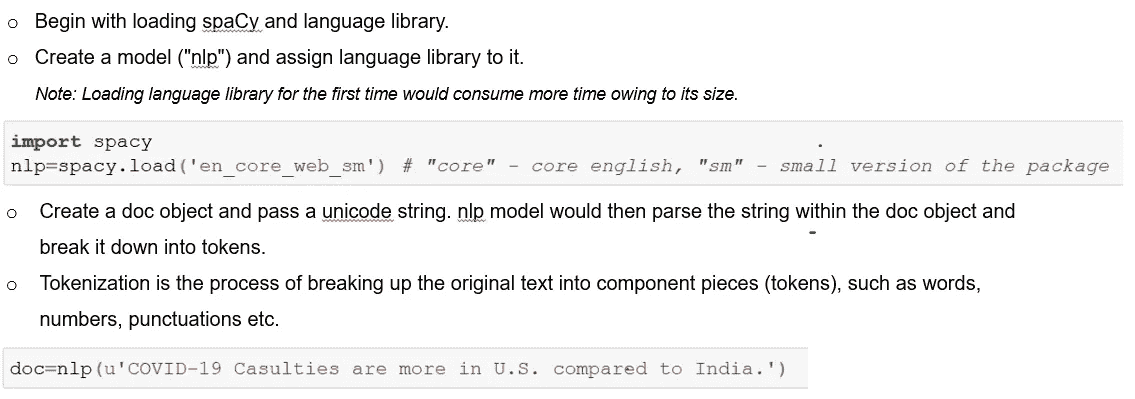 o Begin with loading spaCy and language library.
o Create a model ("nlp") and assign language library to it.
Note: Loading language library for the first time would consume more time owing to its size.
import spacy
nlp=spacy.load('en_core_web_sm') # "core" - core english, "sm" - small version of the package
o Create a doc object and pass a unicode string. nlp model would then parse the string within the doc object and
break it down into tokens.
o Tokenization is the process of breaking up the original text into component pieces (tokens), such as words,
numbers, punctuations etc.
doc=nlp(u'COVID-19 Casulties are more in U.S. compared to India.')